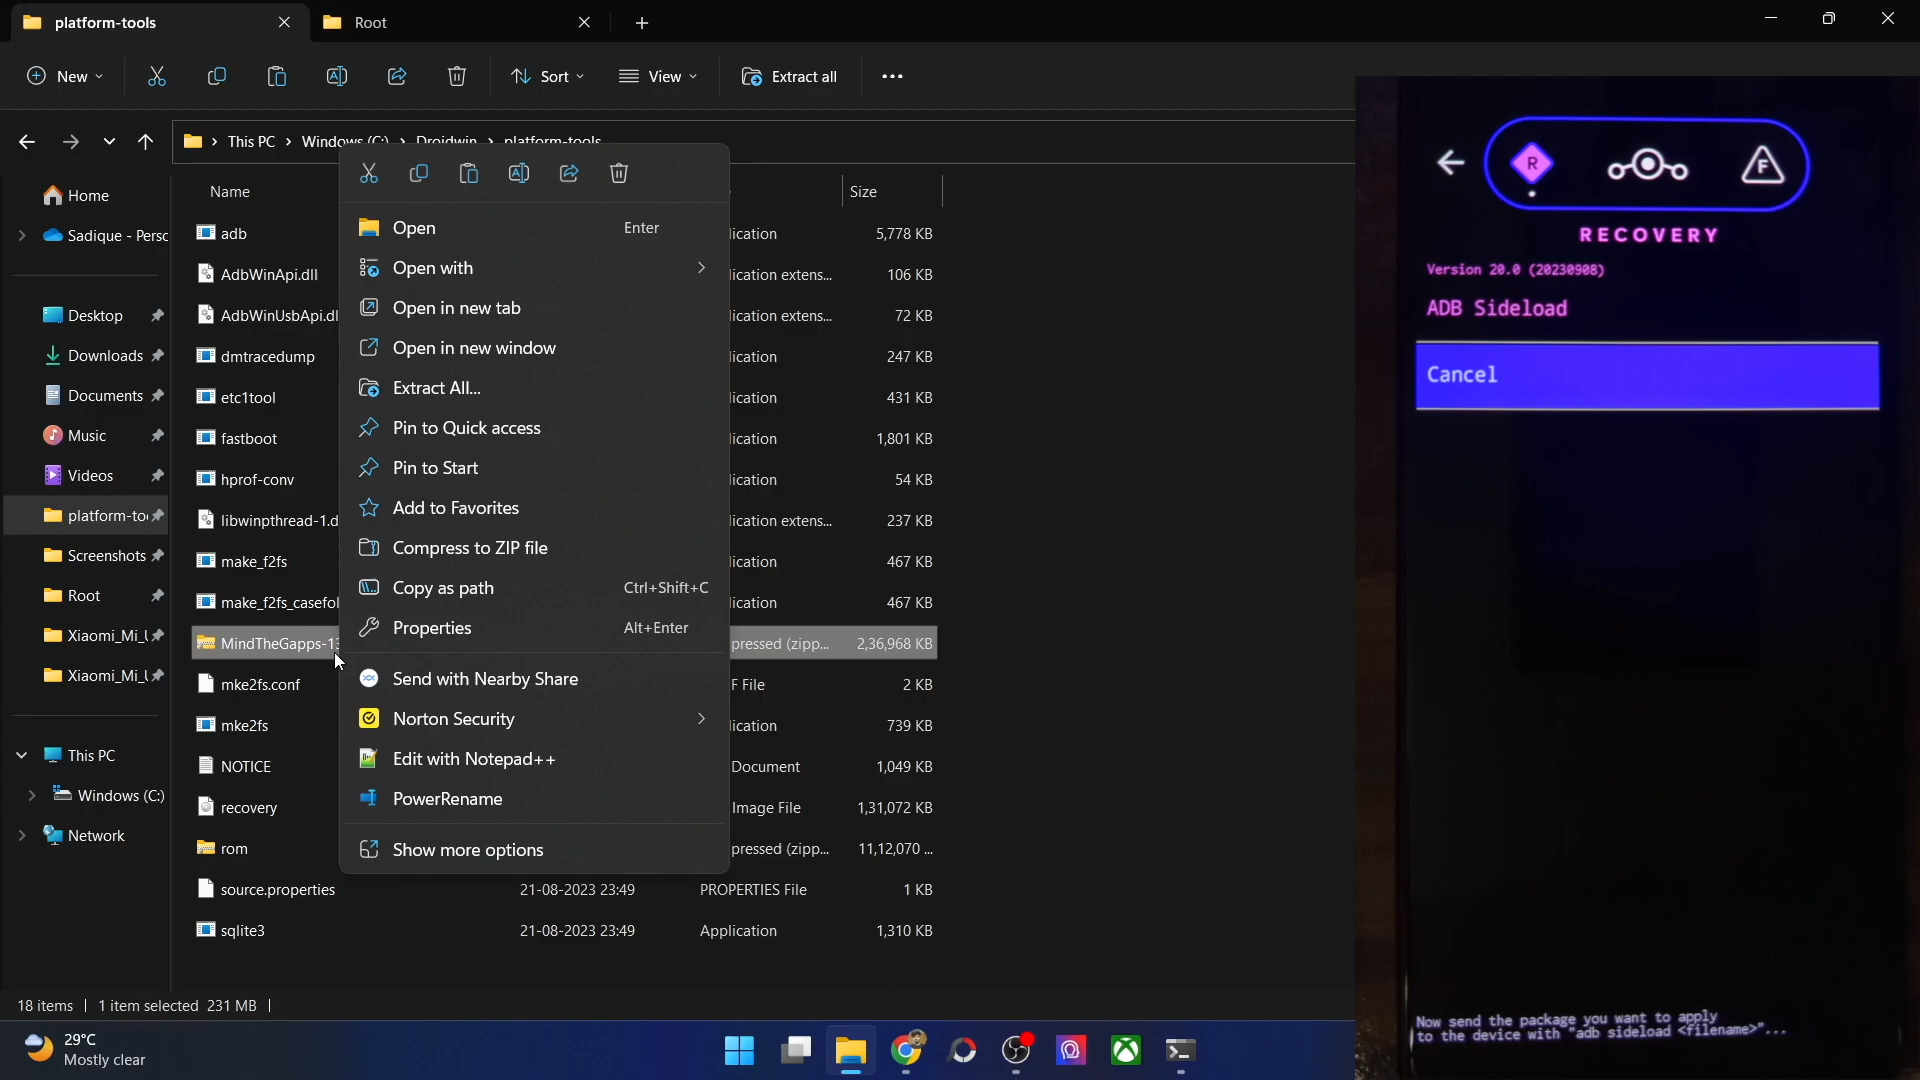 platform-tools
Root
New
Sort
View
Extract all
This PC
Windows (C:)
Droidwin
platform-tools
Home
Sadique - Persc
Desktop
Downloads
Documents
Music
Videos
platform-to
Screenshots
Root
Xiaomi_Mi_
Xiaomi_Mi_
This PC
Windows (C:)
Network
Name
Size
adb
ication
5,778 KB
AdbWinApi.dll
ication extens...
106 KB
AdbWinUsbApi.dl
ication extens...
72 KB
dmtracedump
ication
247 KB
etc1tool
ication
431 KB
fastboot
ication
1,801 KB
hprof-conv
ication
54 KB
libwinpthread-1.d
ication extens...
237 KB
make_f2fs
ication
467 KB
make_f2fs_casefol
ication
467 KB
MindTheGapps-13
pressed (zipp...
2,36,968 KB
mke2fs.conf
F File
2 KB
mke2fs
ication
739 KB
NOTICE
Document
1,049 KB
recovery
Image File
1,31,072 KB
rom
pressed (zipp...
11,12,070 ...
source.properties
21-08-2023 23:49
PROPERTIES File
1 KB
sqlite3
21-08-2023 23:49
Application
1,310 KB
Open
Enter
Open with
Open in new tab
Open in new window
Extract All...
Pin to Quick access
Pin to Start
Add to Favorites
Compress to ZIP file
Copy as path
Ctrl+Shift+C
Properties
Alt+Enter
Send with Nearby Share
Norton Security
Edit with Notepad++
PowerRename
Show more options
18 items
1 item selected 231 MB
29°C
Mostly clear
R
F
RECOVERY
Version 20.0 (20230908)
ADB Sideload
Cancel
Now send the package you want to apply
to the device with "adb sideload <filename>"...